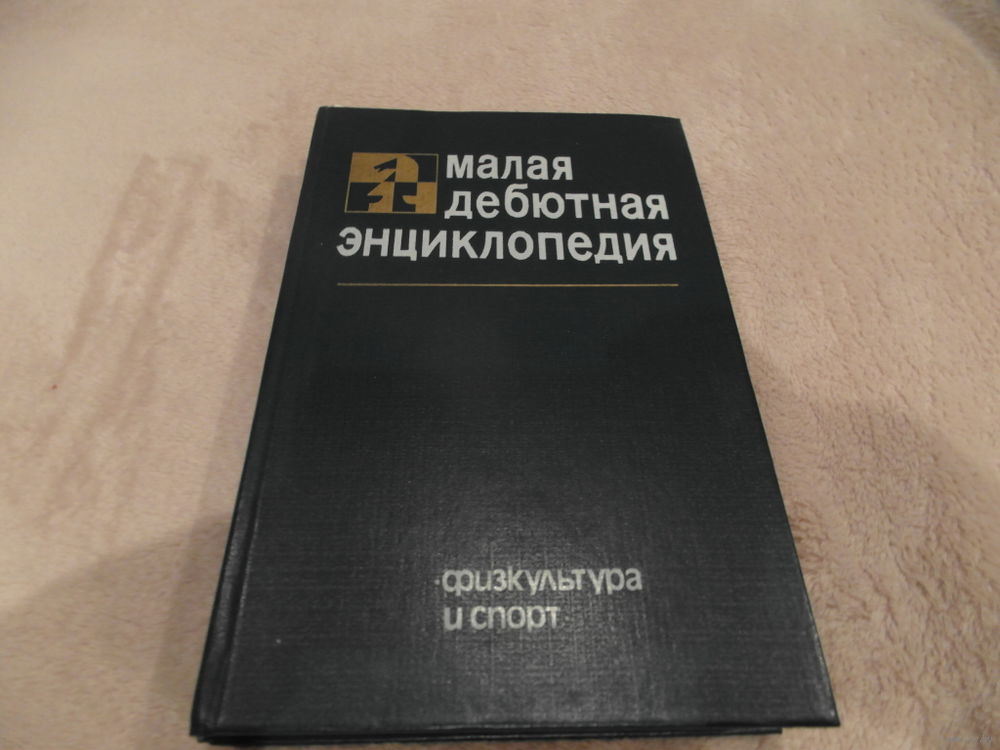 малая
дебютная
энциклопедия
физкультура
и спорт